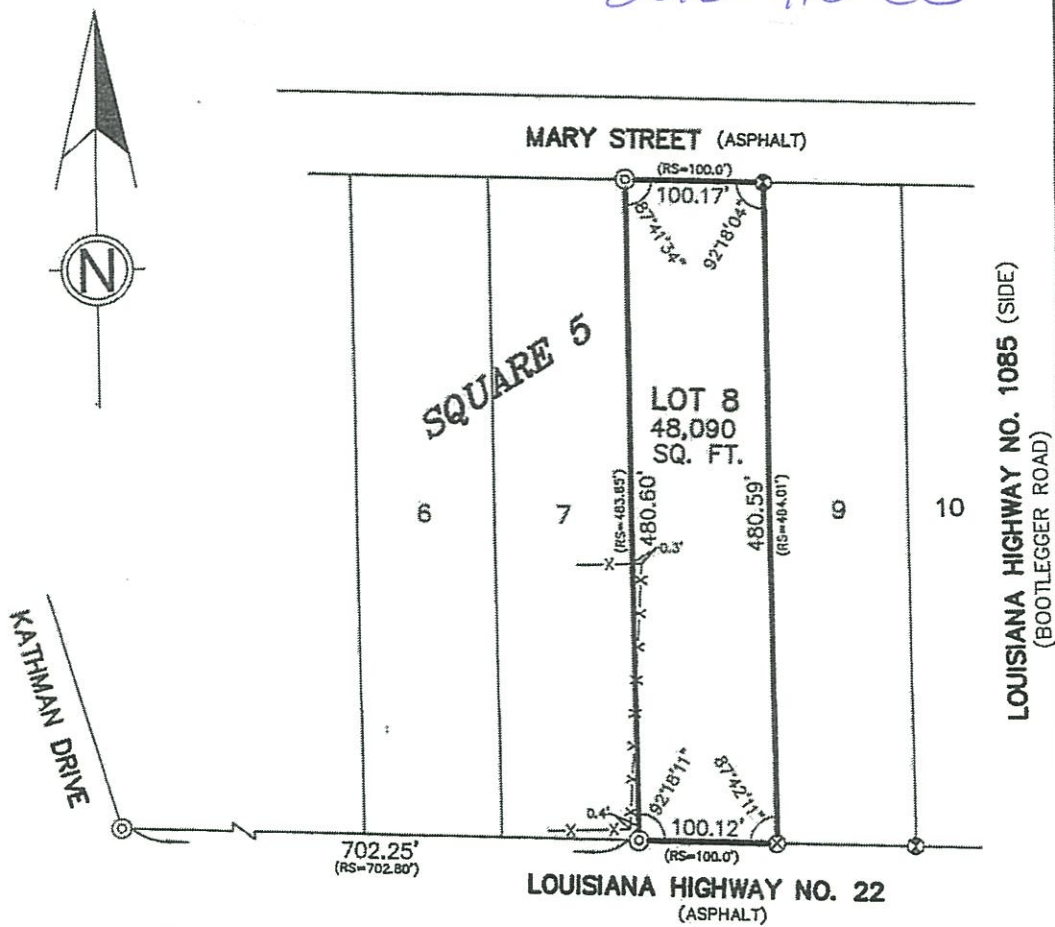 MARY STREET (ASPHALT)
(RS=100.0')
100.17'
87°41'34"
92°18'04"
N
SQUARE 5
LOT 8
48,090
SQ. FT.
6
7
(RS=483.85')
480.60'
480.59'
(RS=484.01')
9
10
0.3'
LOUISIANA HIGHWAY NO. 1085 (SIDE)
(BOOTLEGGER ROAD)
KATHMAN DRIVE
0.4'
92°18'11"
87°42'11"
100.12'
(RS=100.0')
702.25'
(RS=702.80')
LOUISIANA HIGHWAY NO. 22
(ASPHALT)